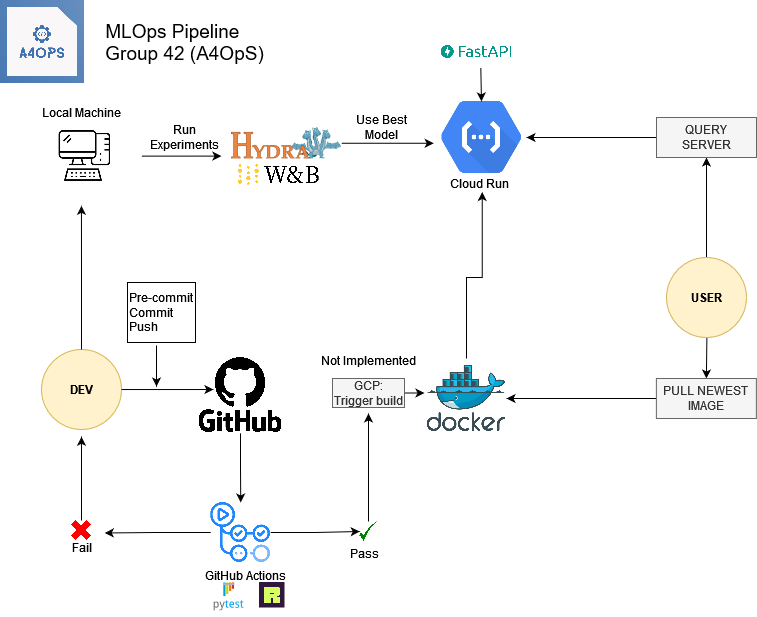 A4OPS
MLOps Pipeline
Group 42 (A4OpS)
FastAPI
Local Machine
Run
Experiments
HYDRA
W&B
Use Best
Model
Cloud Run
QUERY
SERVER
USER
Pre-commit
Commit
Push
DEV
GitHub
Not Implemented
GCP:
Trigger build
docker
PULL NEWEST
IMAGE
Fail
Pass
GitHub Actions
pytest
R